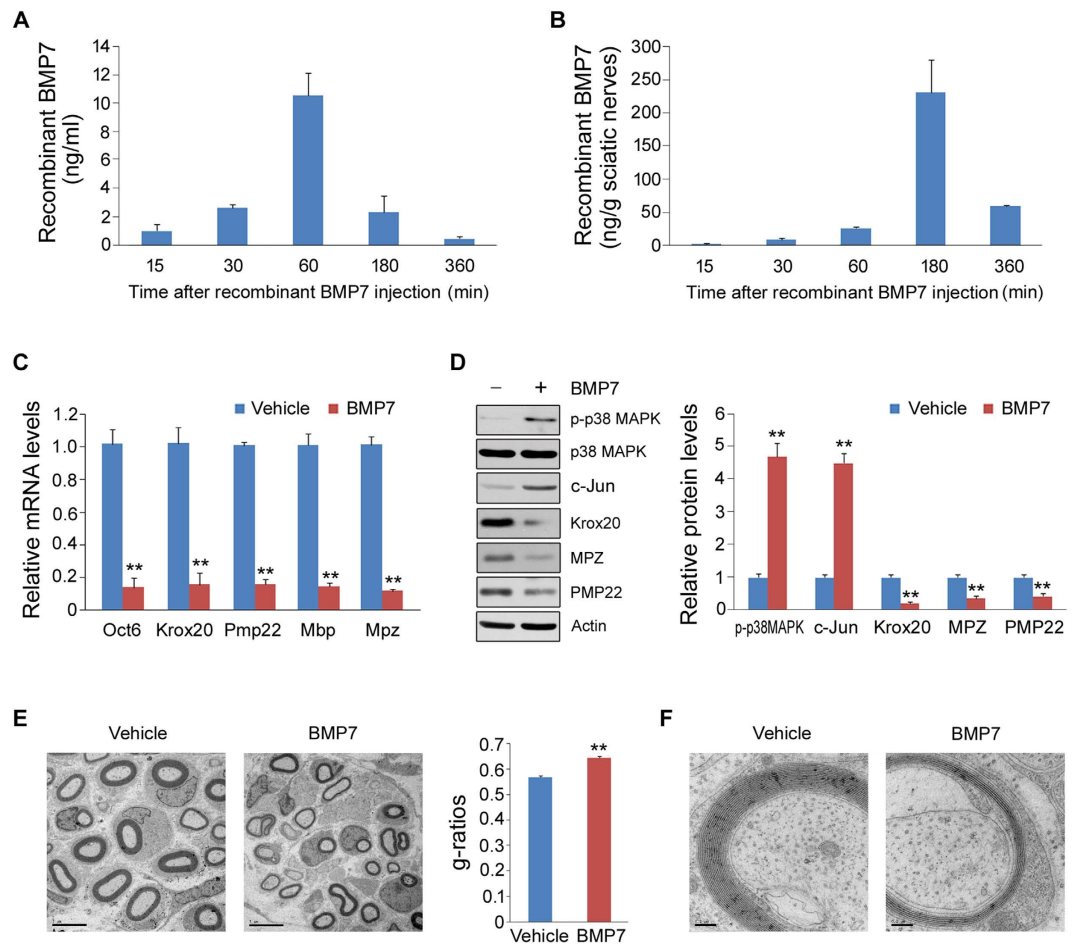 A
Recombinant BMP7
(ng/ml)
14
12
10
8
6
4
2
0
15 30 60 180 360
Time after recombinant BMP7 injection (min)
B
Recombinant BMP7
(ng/g sciatic nerves)
300
250
200
150
100
50
0
15 30 60 180 360
Time after recombinant BMP7 injection (min)
C
Vehicle BMP7
Relative mRNA levels
1.2
1.0
0.8
0.6
0.4
0.2
0
** ** ** ** **
Oct6 Krox20 Pmp22 Mbp Mpz
D
− + BMP7
p-p38 MAPK
p38 MAPK
c-Jun
Krox20
MPZ
PMP22
Actin
Vehicle BMP7
Relative protein levels
6
5
4
3
2
1
0
** ** ** ** **
p-p38MAPK c-Jun Krox20 MPZ PMP22
E
Vehicle BMP7
g-ratios
0.7
0.6
0.5
0.4
0.3
0.2
0.1
0
**
Vehicle BMP7
F
Vehicle BMP7